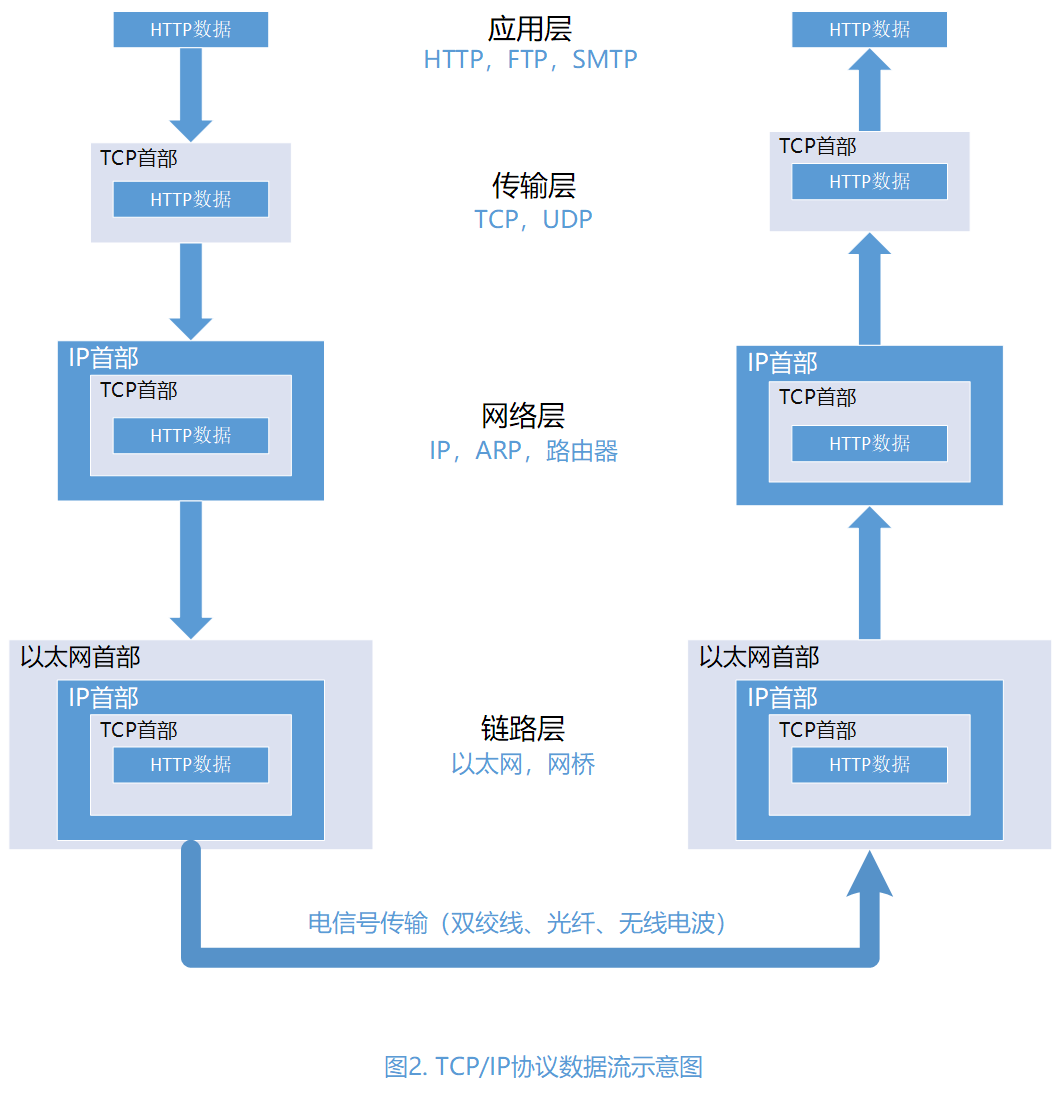 HTTP数据
应用层
HTTP数据
HTTP，FTP，SMTP
TCP首部
HTTP数据
传输层
TCP，UDP
TCP首部
HTTP数据
IP首部
TCP首部
HTTP数据
网络层
IP，ARP，路由器
IP首部
TCP首部
HTTP数据
以太网首部
IP首部
TCP首部
HTTP数据
链路层
以太网，网桥
以太网首部
IP首部
TCP首部
HTTP数据
电信号传输（双绞线、光纤、无线电波）
图2. TCP/IP协议数据流示意图